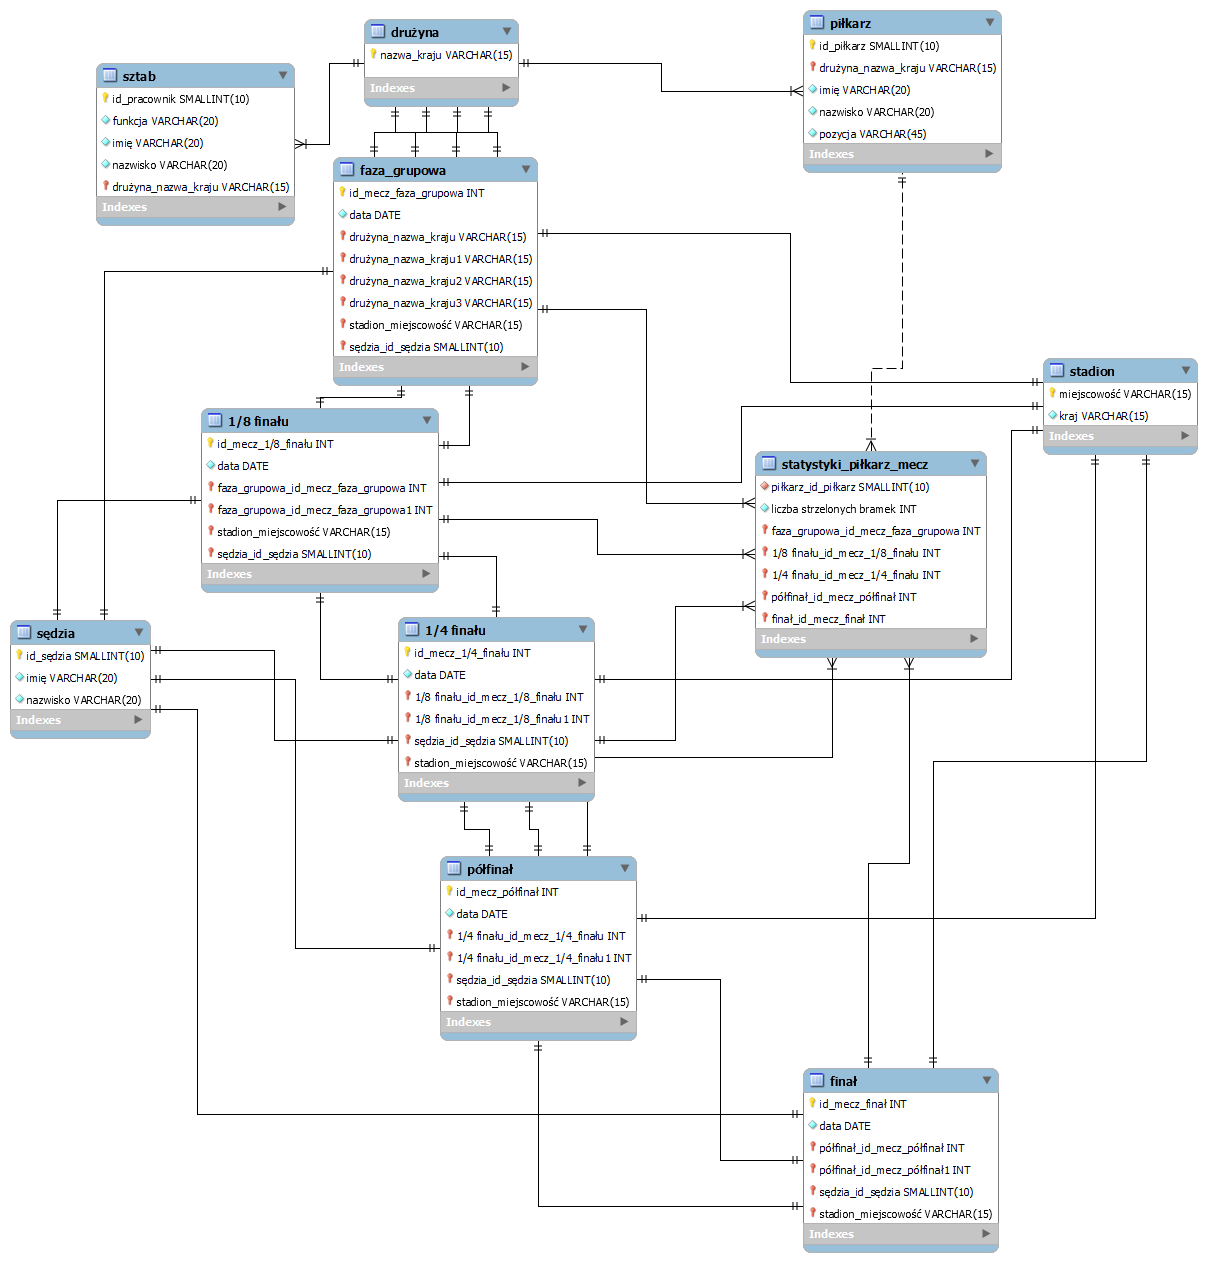 drużyna
nazwa_kraju VARCHAR(15)
Indexes
piłkarz
id_piłkarz SMALLINT(10)
drużyna_nazwa_kraju VARCHAR(15)
imię VARCHAR(20)
nazwisko VARCHAR(20)
pozycja VARCHAR(45)
Indexes
sztab
id_pracownik SMALLINT(10)
funkcja VARCHAR(20)
imię VARCHAR(20)
nazwisko VARCHAR(20)
drużyna_nazwa_kraju VARCHAR(15)
Indexes
faza_grupowa
id_mecz_faza_grupowa INT
data DATE
drużyna_nazwa_kraju VARCHAR(15)
drużyna_nazwa_kraju1 VARCHAR(15)
drużyna_nazwa_kraju2 VARCHAR(15)
drużyna_nazwa_kraju3 VARCHAR(15)
stadion_miejscowość VARCHAR(15)
sędzia_id_sędzia SMALLINT(10)
Indexes
stadion
miejscowość VARCHAR(15)
kraj VARCHAR(15)
Indexes
1/8 finału
id_mecz_1/8_finału INT
data DATE
faza_grupowa_id_mecz_faza_grupowa INT
faza_grupowa_id_mecz_faza_grupowa1 INT
stadion_miejscowość VARCHAR(15)
sędzia_id_sędzia SMALLINT(10)
Indexes
statystyki_piłkarz_mecz
piłkarz_id_piłkarz SMALLINT(10)
liczba strzelonych bramek INT
faza_grupowa_id_mecz_faza_grupowa INT
1/8 finału_id_mecz_1/8_finału INT
1/4 finału_id_mecz_1/4_finału INT
półfinał_id_mecz_półfinał INT
finał_id_mecz_finał INT
Indexes
sędzia
id_sędzia SMALLINT(10)
imię VARCHAR(20)
nazwisko VARCHAR(20)
Indexes
1/4 finału
id_mecz_1/4_finału INT
data DATE
1/8 finału_id_mecz_1/8_finału INT
1/8 finału_id_mecz_1/8_finału1 INT
sędzia_id_sędzia SMALLINT(10)
stadion_miejscowość VARCHAR(15)
Indexes
półfinał
id_mecz_półfinał INT
data DATE
1/4 finału_id_mecz_1/4_finału INT
1/4 finału_id_mecz_1/4_finału1 INT
sędzia_id_sędzia SMALLINT(10)
stadion_miejscowość VARCHAR(15)
Indexes
finał
id_mecz_finał INT
data DATE
półfinał_id_mecz_półfinał INT
półfinał_id_mecz_półfinał1 INT
sędzia_id_sędzia SMALLINT(10)
stadion_miejscowość VARCHAR(15)
Indexes